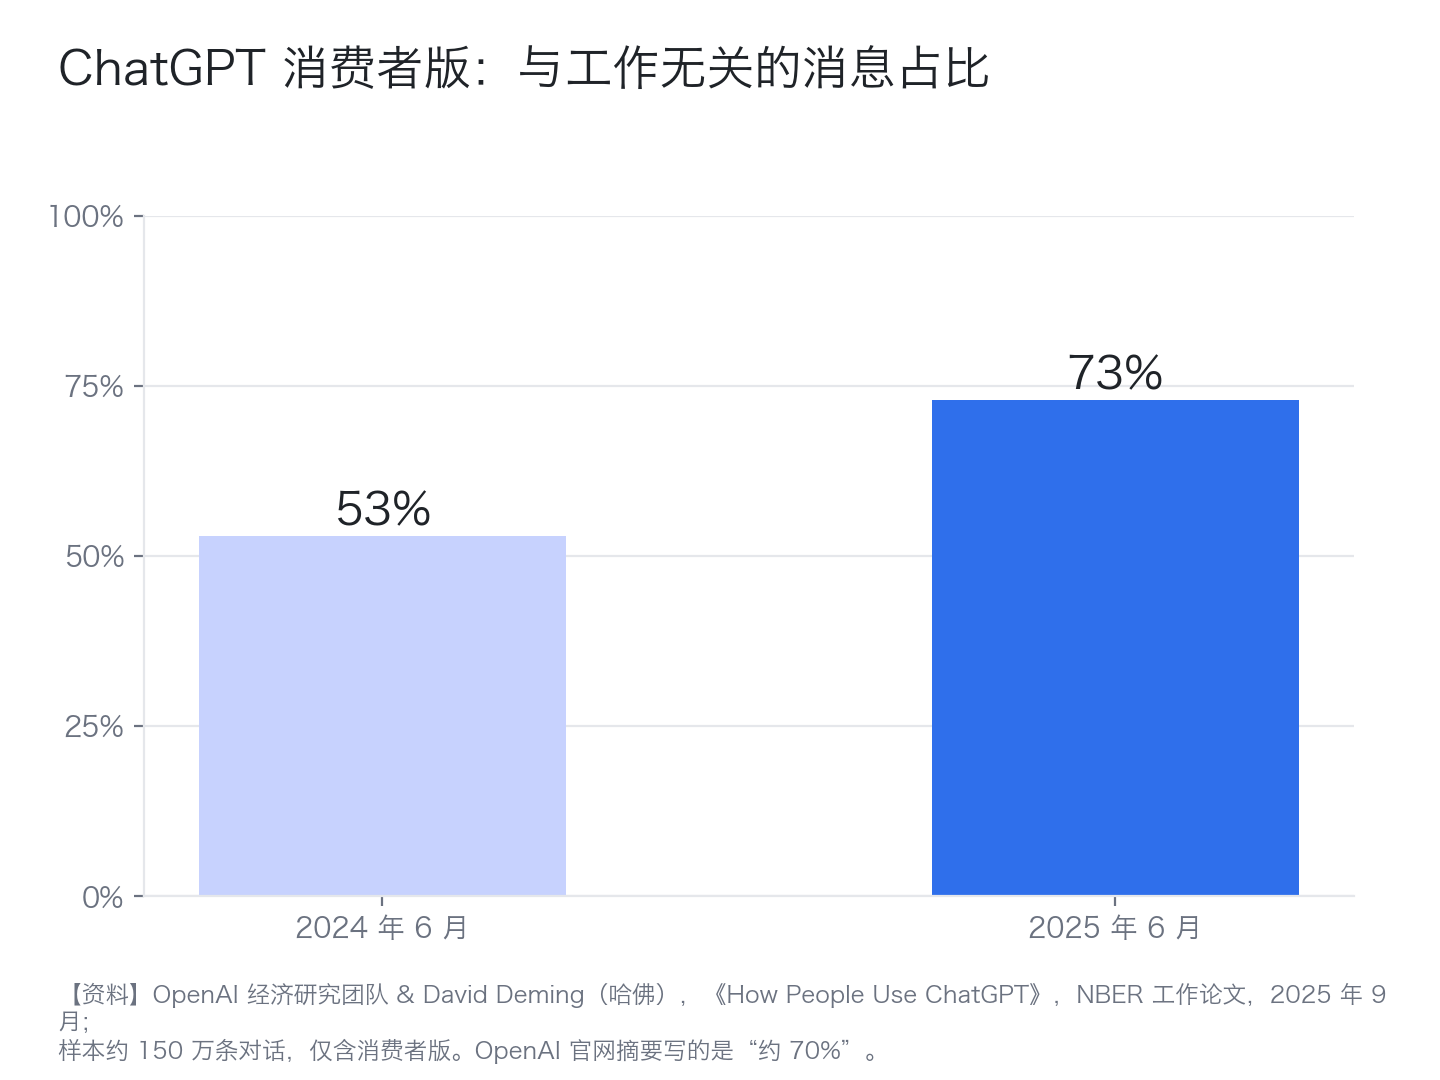 ChatGPT 消费者版：与工作无关的消息占比
100%
75%
50%
25%
0%
53%
73%
2024 年 6 月
2025 年 6 月
【资料】OpenAI 经济研究团队 & David Deming（哈佛），《How People Use ChatGPT》，NBER 工作论文，2025 年 9
月；
样本约 150 万条对话，仅含消费者版。OpenAI 官网摘要写的是“约 70%”。